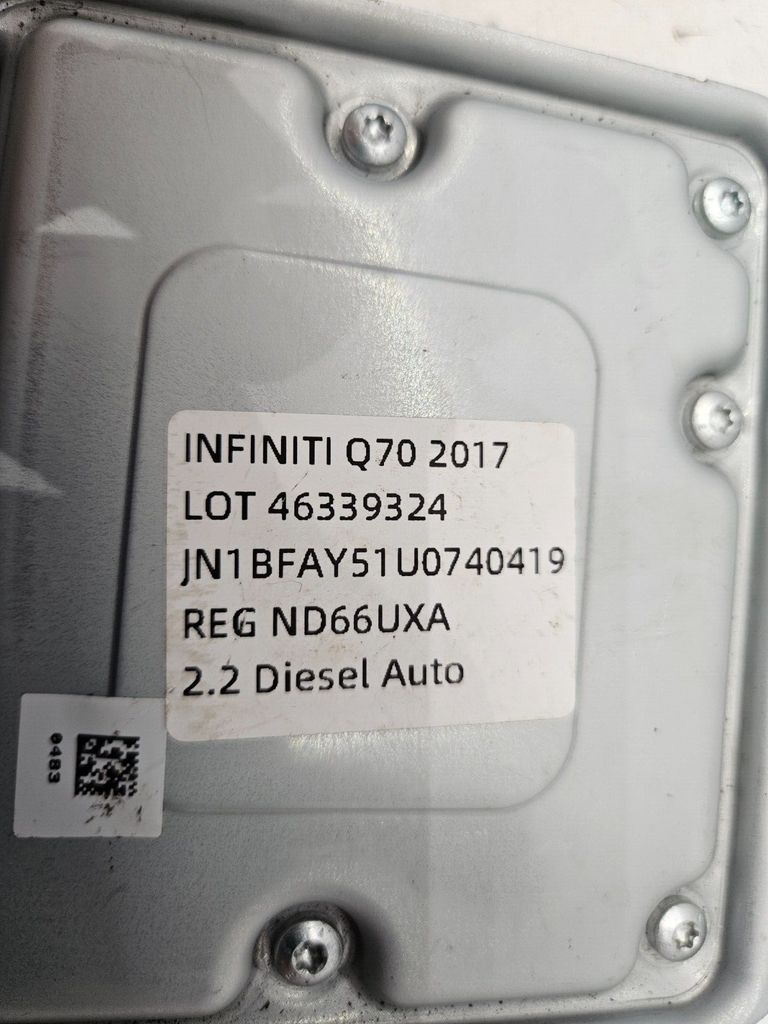 INFINITI Q70 2017
LOT 46339324
JN1BFAY51U0740419
REG ND66UXA
2.2 Diesel Auto
0483